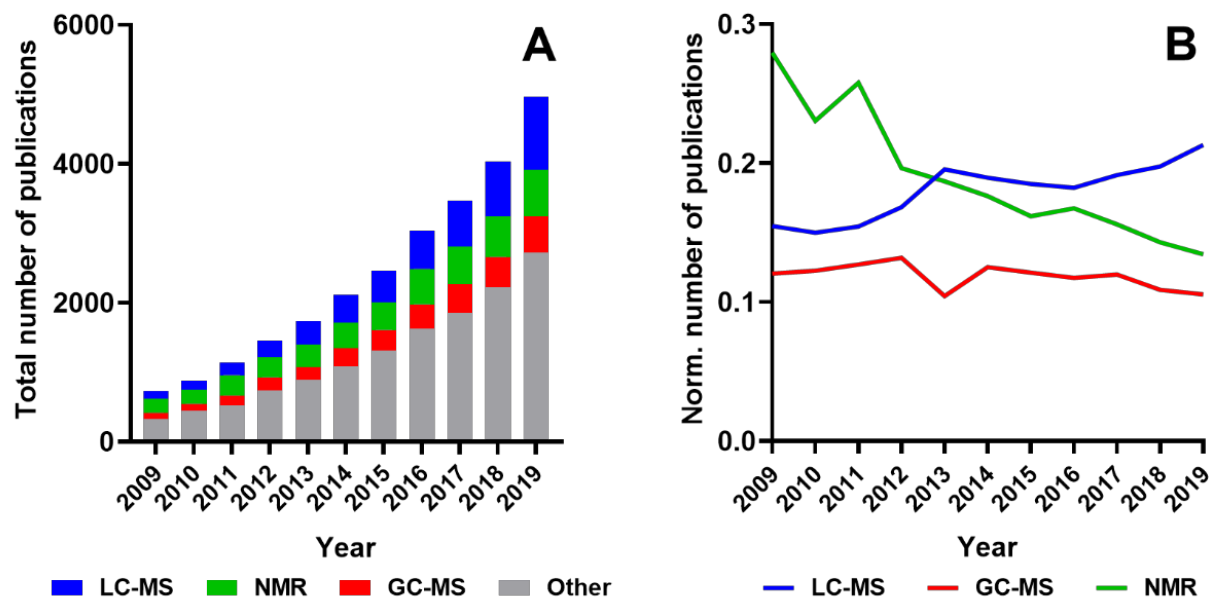 A
Total number of publications
6000
4000
2000
0
2009 2010 2011 2012 2013 2014 2015 2016 2017 2018 2019
Year
LC-MS NMR GC-MS Other
B
Norm. number of publications
0.3
0.2
0.1
0.0
2009 2010 2011 2012 2013 2014 2015 2016 2017 2018 2019
Year
LC-MS GC-MS NMR